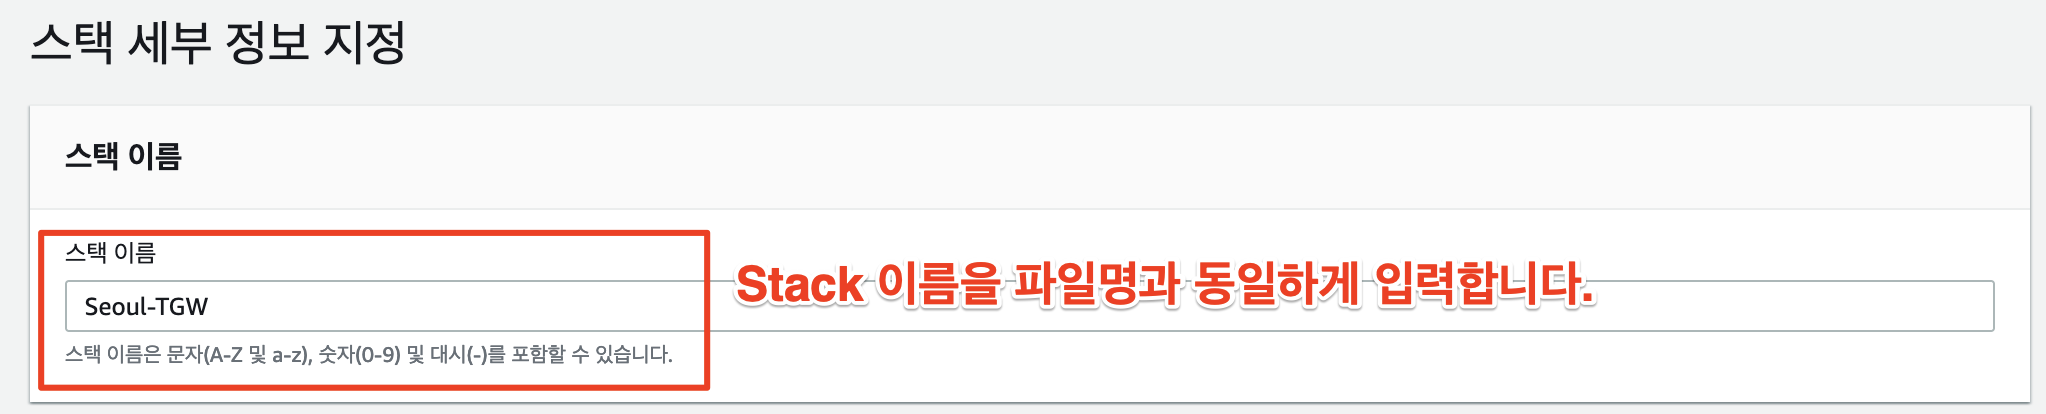 스택 세부 정보 지정
스택 이름
스택 이름
Seoul-TGW
Stack 이름을 파일명과 동일하게 입력합니다.
스택 이름은 문자(A-Z 및 a-z), 숫자(0-9) 및 대시(-)를 포함할 수 있습니다.